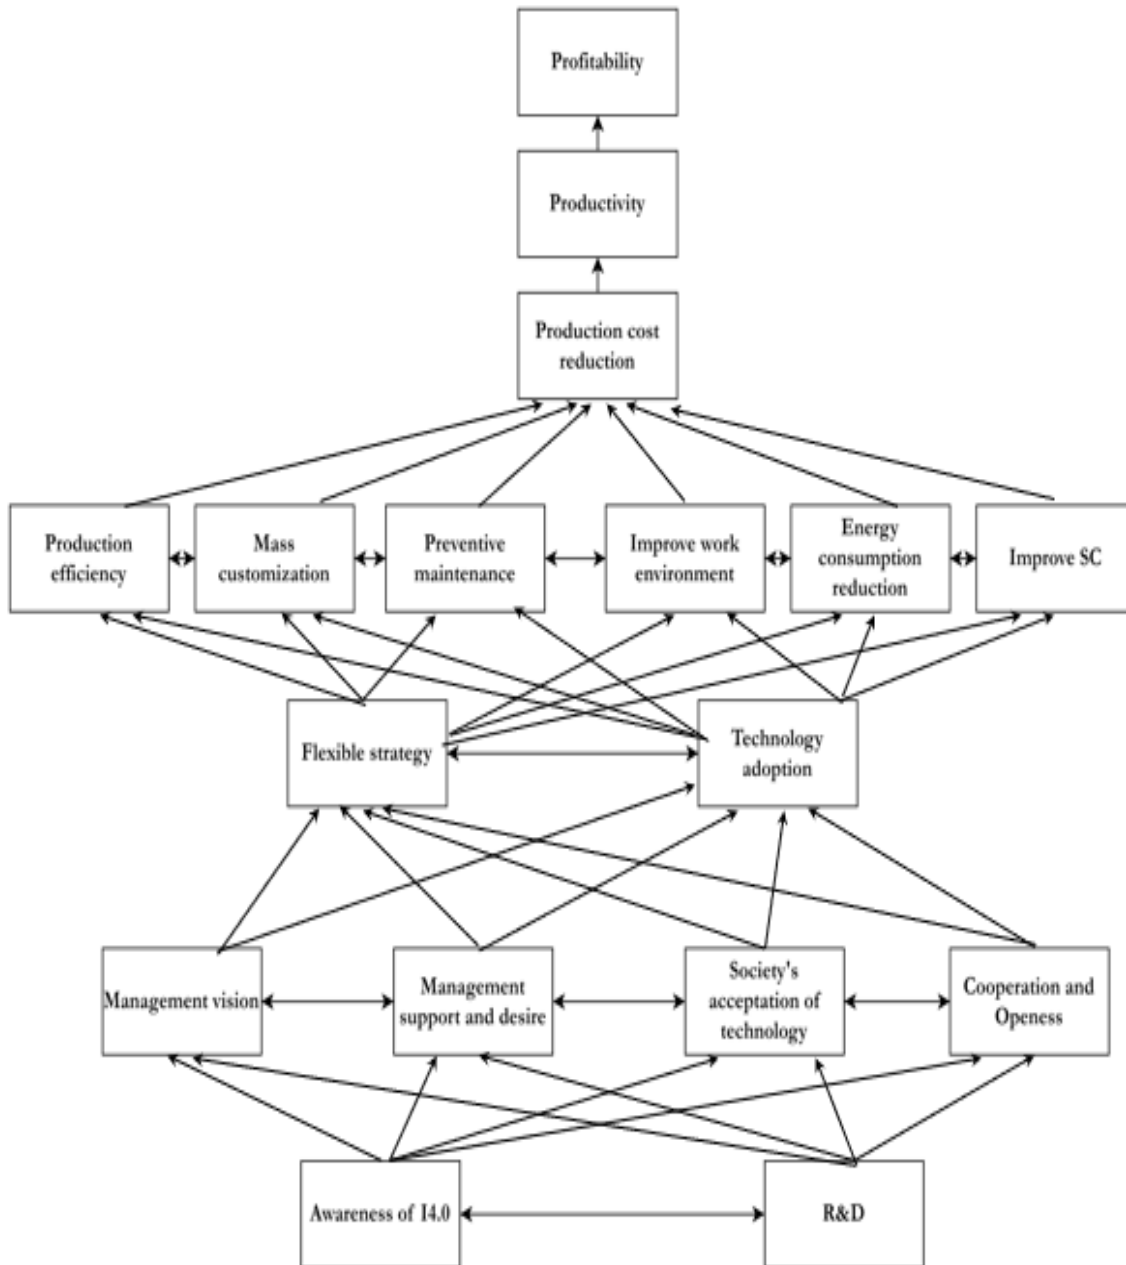 Profitability
Productivity
Production cost
reduction
Production
efficiency
Mass
customization
Preventive
maintenance
Improve work
environment
Energy
consumption
reduction
Improve SC
Flexible strategy
Technology
adoption
Management vision
Management
support and desire
Society's
acceptation of
technology
Cooperation and
Openess
Awareness of I4.0
R&D